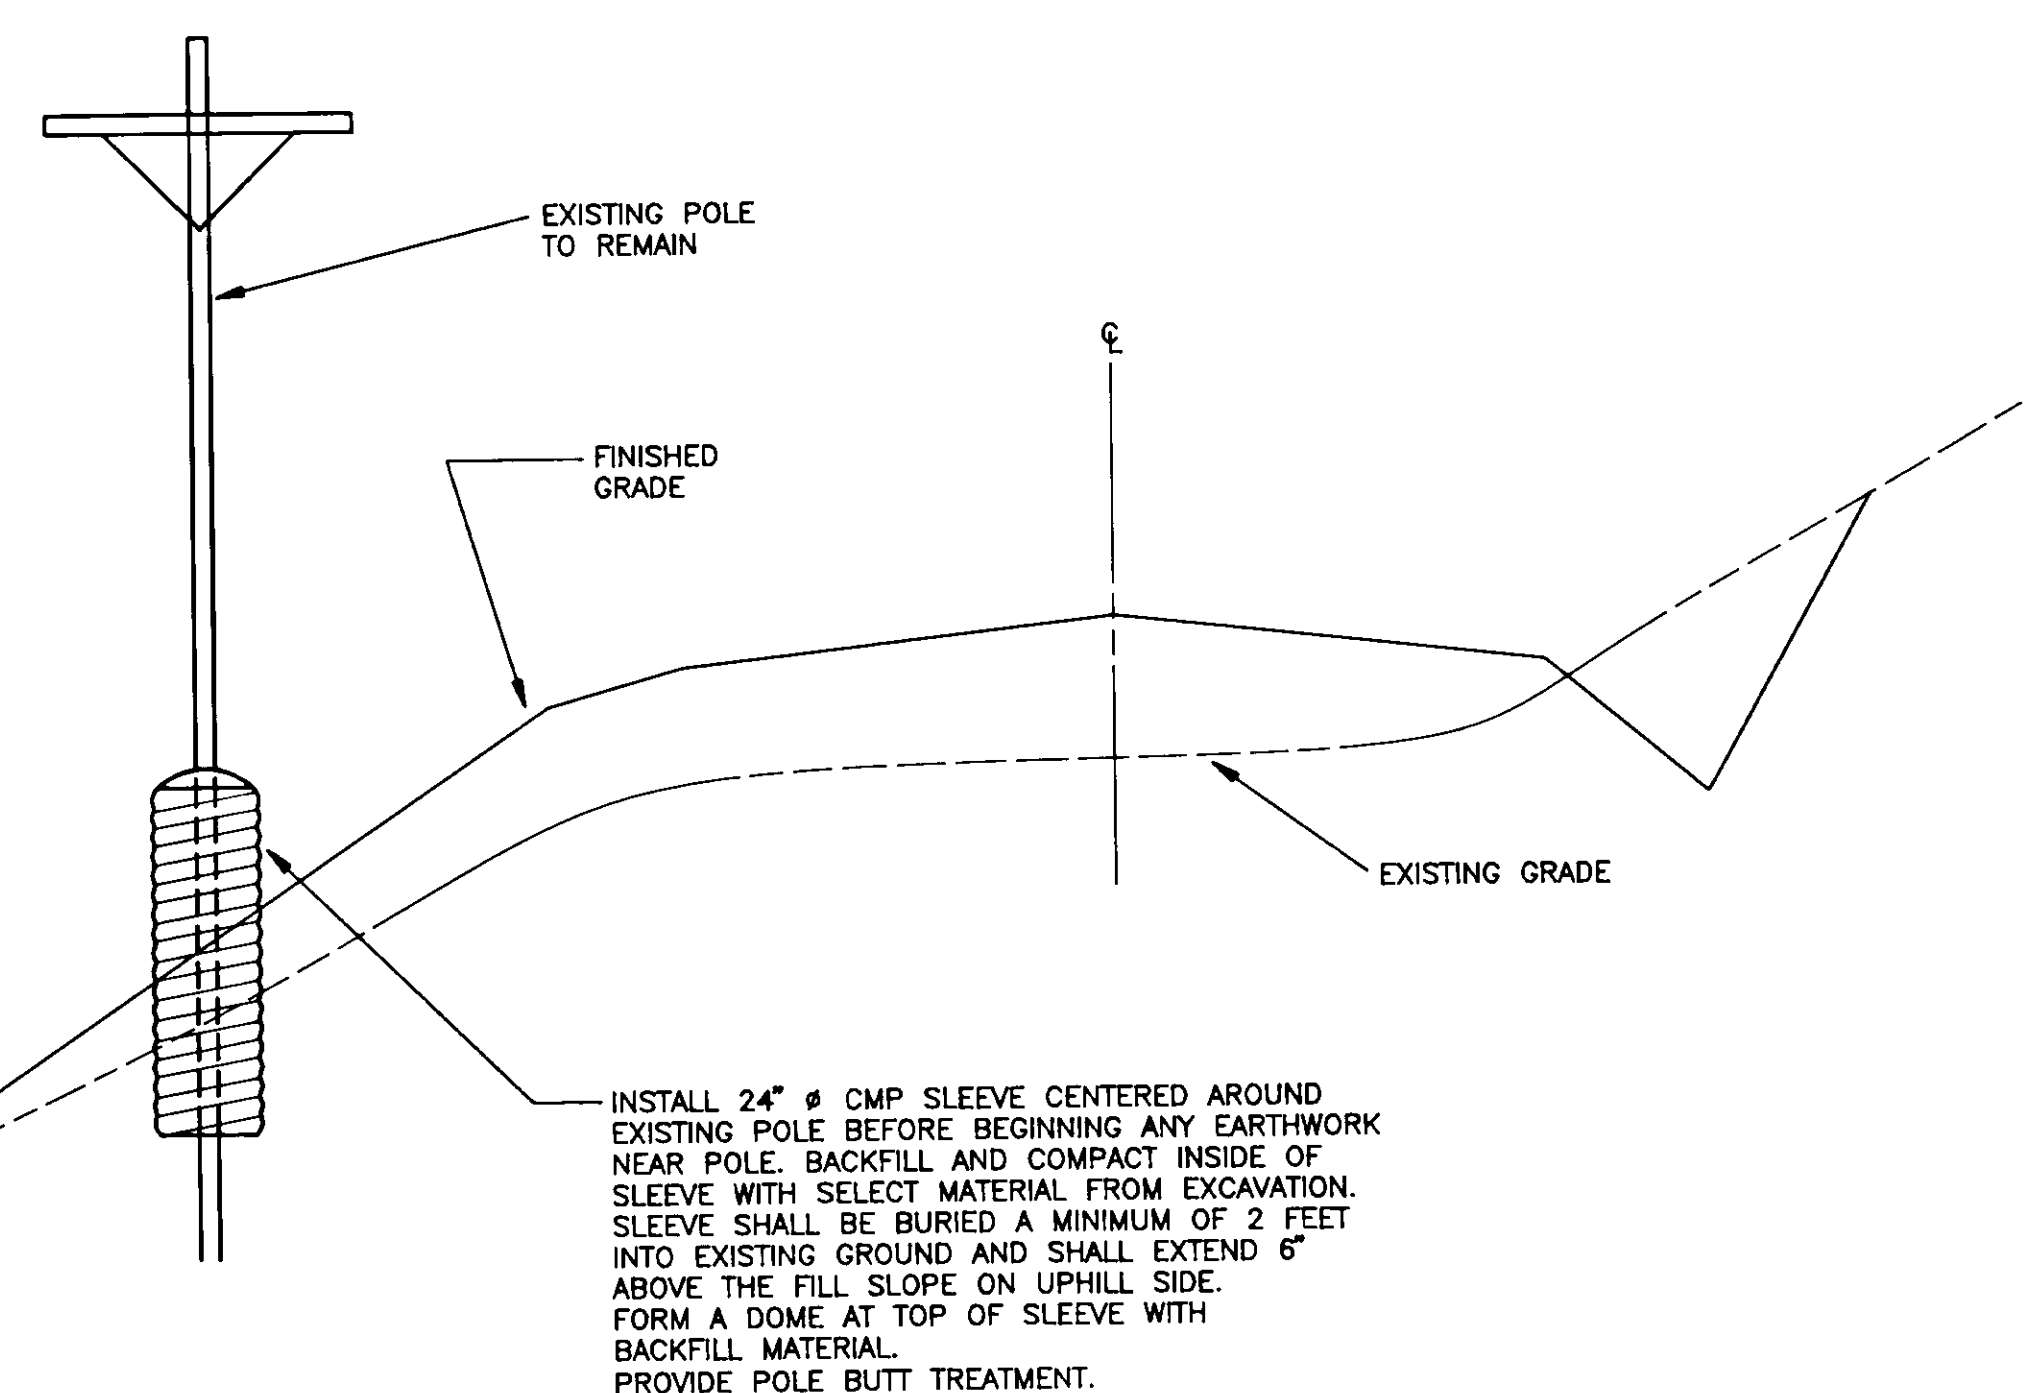 EXISTING POLE
TO REMAIN
℄
FINISHED
GRADE
EXISTING GRADE
INSTALL 24" ø CMP SLEEVE CENTERED AROUND
EXISTING POLE BEFORE BEGINNING ANY EARTHWORK
NEAR POLE. BACKFILL AND COMPACT INSIDE OF
SLEEVE WITH SELECT MATERIAL FROM EXCAVATION.
SLEEVE SHALL BE BURIED A MINIMUM OF 2 FEET
INTO EXISTING GROUND AND SHALL EXTEND 6"
ABOVE THE FILL SLOPE ON UPHILL SIDE.
FORM A DOME AT TOP OF SLEEVE WITH
BACKFILL MATERIAL.
PROVIDE POLE BUTT TREATMENT.